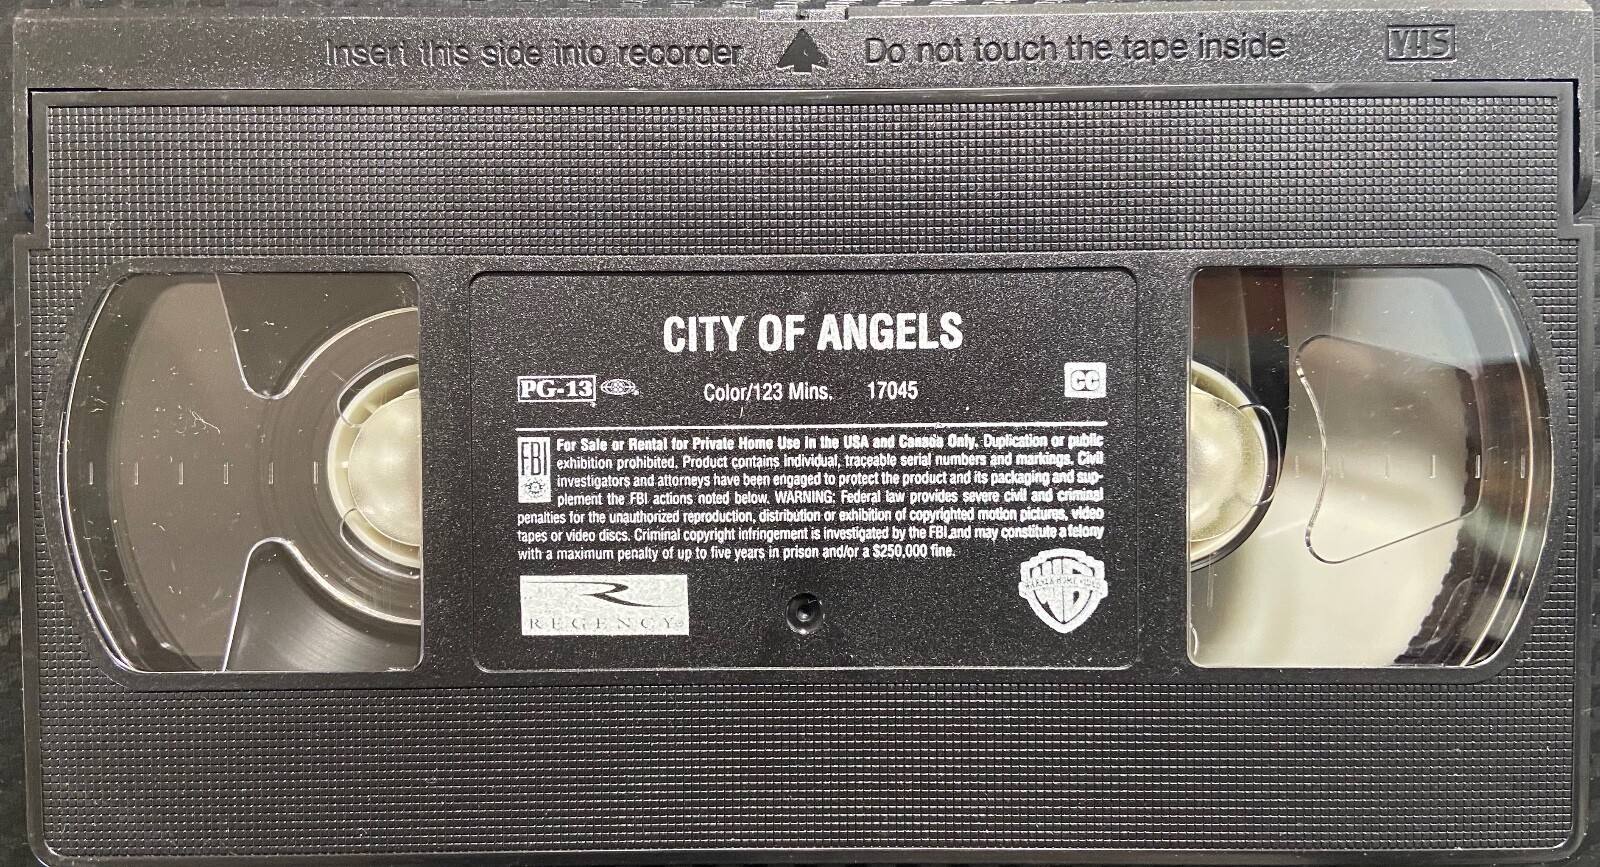 Insert this side into recorder Do not touch the tape inside VHS
CITY OF ANGELS
PG-13 Color/123 Mins. 17045 CC
FBI For Sale or Rental for Private Home Use in the USA and Canada Only. Duplication or public
exhibition prohibited. Product contains individual, traceable serial numbers and markings. Civil
investigators and attorneys have been engaged to protect the product and its packaging and sup-
plement the FBI actions noted below. WARNING: Federal law provides severe civil and criminal
penalties for the unauthorized reproduction, distribution or exhibition of copyrighted motion pictures, video
tapes or video discs. Criminal copyright infringement is investigated by the FBI and may constitute a felony
with a maximum penalty of up to five years in prison and/or a $250,000 fine.
R
REGENCY
WARNER HOME VIDEO